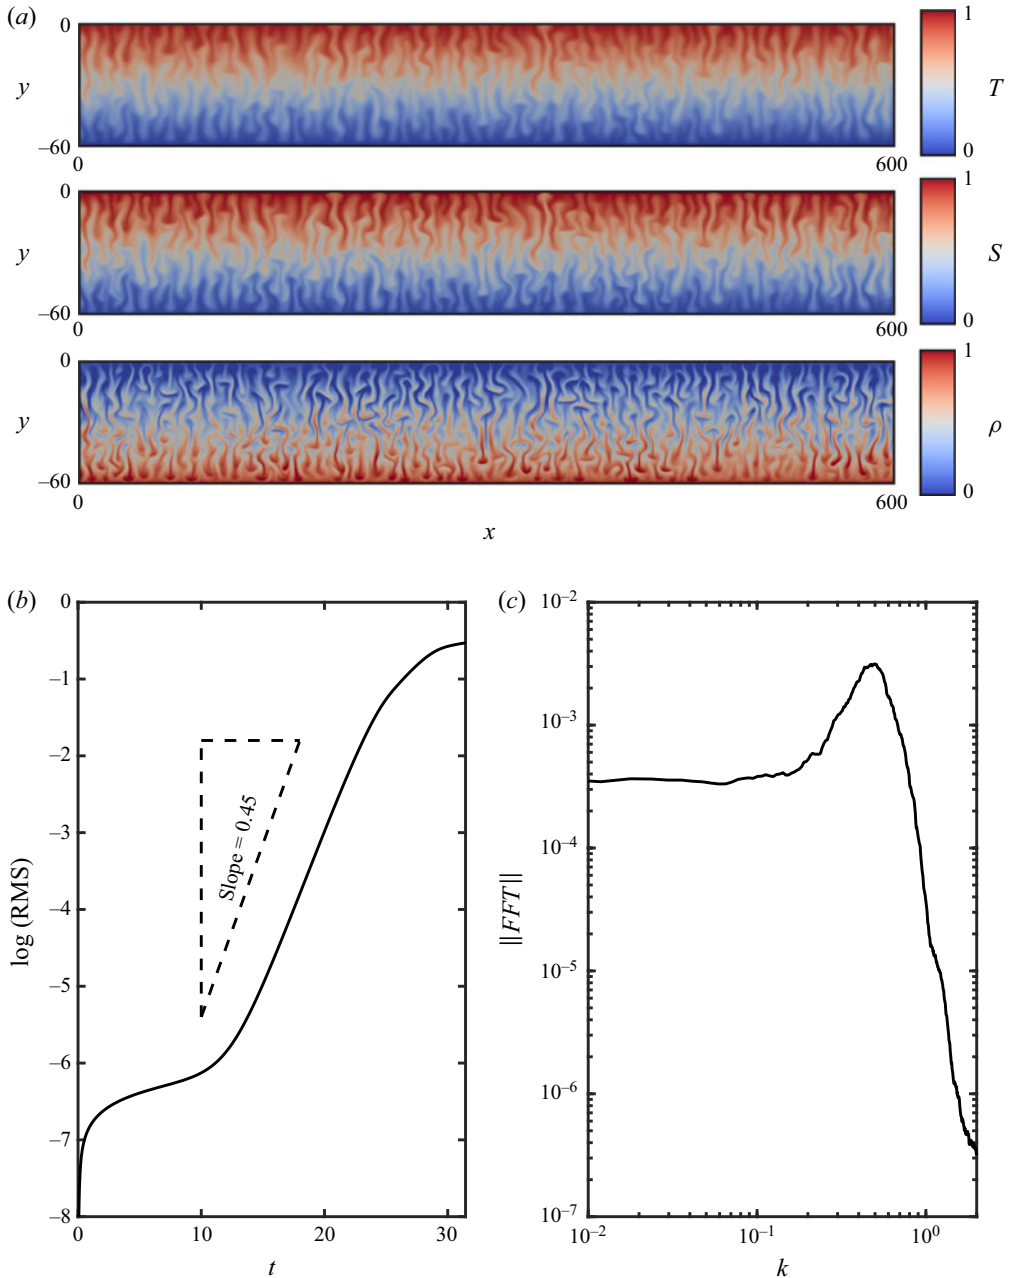 (a)
0
y
–60
0
600
1
T
0
0
y
–60
0
600
1
S
0
0
y
–60
0
600
1
ρ
0
x
(b)
0
–1
–2
–3
–4
–5
–6
–7
–8
log (RMS)
Slope = 0.45
0
10
20
30
t
(c)
10⁻²
10⁻³
10⁻⁴
10⁻⁵
10⁻⁶
10⁻⁷
||FFT||
10⁻²
10⁻¹
10⁰
k